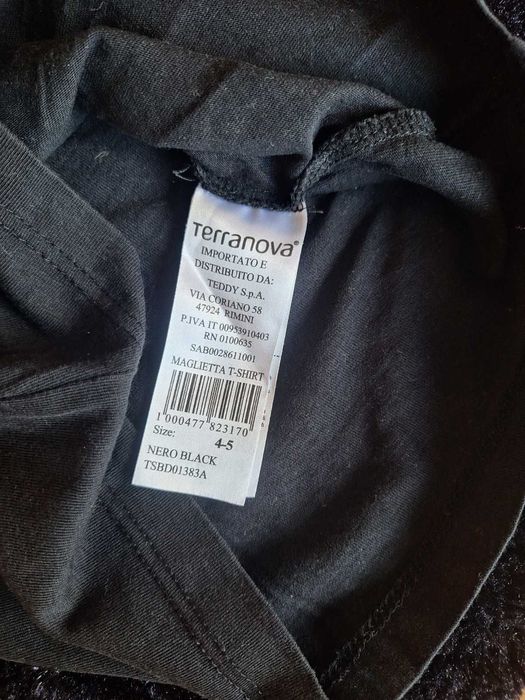 Terranova®
IMPORTATO E
DISTRIBUITO DA:
TEDDY S.p.A.
VIA CORIANO 58
47924 RIMINI
P.IVA IT 00953910403
RN 0100635
SAB0028611001
MAGLIETTA T-SHIRT
1 000477 823170
Size: 4-5
NERO BLACK
TSBD01383A